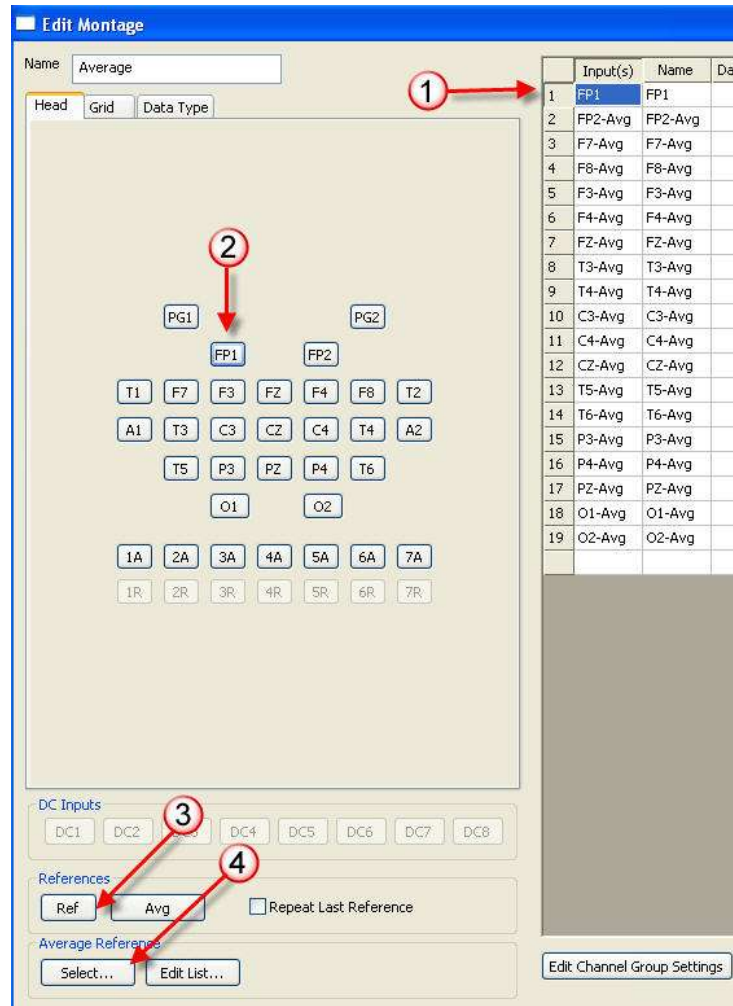 Edit Montage
Name Average
Head Grid Data Type
2
PG1 PG2
FP1 FP2
T1 F7 F3 FZ F4 F8 T2
A1 T3 C3 CZ C4 T4 A2
T5 P3 PZ P4 T6
O1 O2
1A 2A 3A 4A 5A 6A 7A
1R 2R 3R 4R 5R 6R 7R
DC Inputs
3
DC1 DC2 DC4 DC5 DC6 DC7 DC8
4
References
Ref Avg Repeat Last Reference
Average Reference
Select... Edit List...
1
Input(s) Name Da
1 FP1 FP1
2 FP2-Avg FP2-Avg
3 F7-Avg F7-Avg
4 F8-Avg F8-Avg
5 F3-Avg F3-Avg
6 F4-Avg F4-Avg
7 FZ-Avg FZ-Avg
8 T3-Avg T3-Avg
9 T4-Avg T4-Avg
10 C3-Avg C3-Avg
11 C4-Avg C4-Avg
12 CZ-Avg CZ-Avg
13 T5-Avg T5-Avg
14 T6-Avg T6-Avg
15 P3-Avg P3-Avg
16 P4-Avg P4-Avg
17 PZ-Avg PZ-Avg
18 O1-Avg O1-Avg
19 O2-Avg O2-Avg
Edit Channel Group Settings